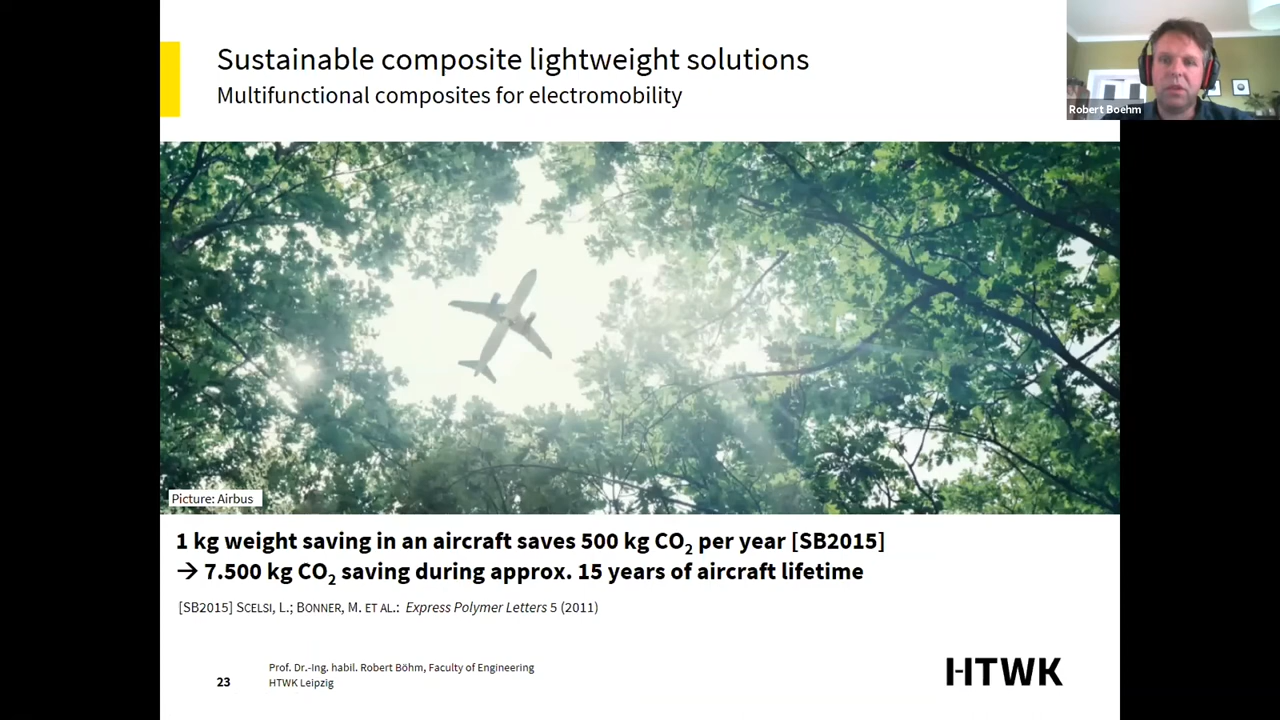 Sustainable composite lightweight solutions
Multifunctional composites for electromobility
Robert Boehm
Picture: Airbus
1 kg weight saving in an aircraft saves 500 kg CO₂ per year [SB2015]
→ 7.500 kg CO₂ saving during approx. 15 years of aircraft lifetime
[SB2015] SCELSI, L.; BONNER, M. ET AL.: Express Polymer Letters 5 (2011)
Prof. Dr.-Ing. habil. Robert Böhm, Faculty of Engineering
23 HTWK Leipzig
HTWK